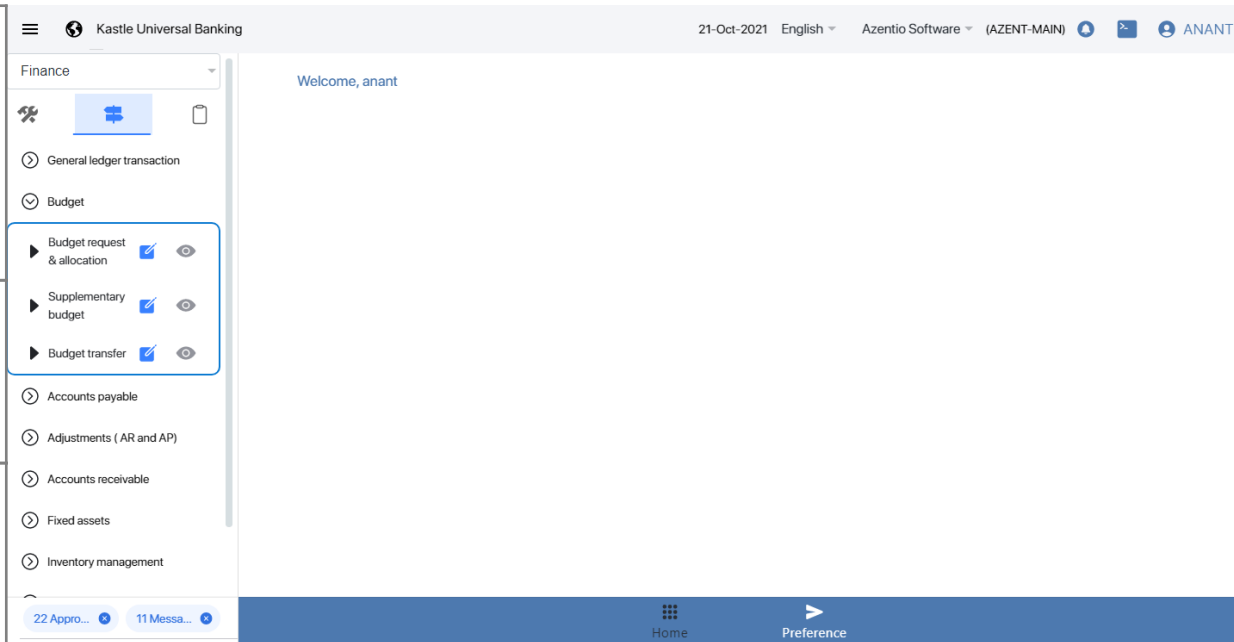 Kastle Universal Banking
21-Oct-2021 English Azentio Software (AZENT-MAIN) ANANT
Finance
Welcome, anant
General ledger transaction
Budget
Budget request
& allocation
Supplementary
budget
Budget transfer
Accounts payable
Adjustments ( AR and AP)
Accounts receivable
Fixed assets
Inventory management
22 Appro... 11 Messa...
Home Preference